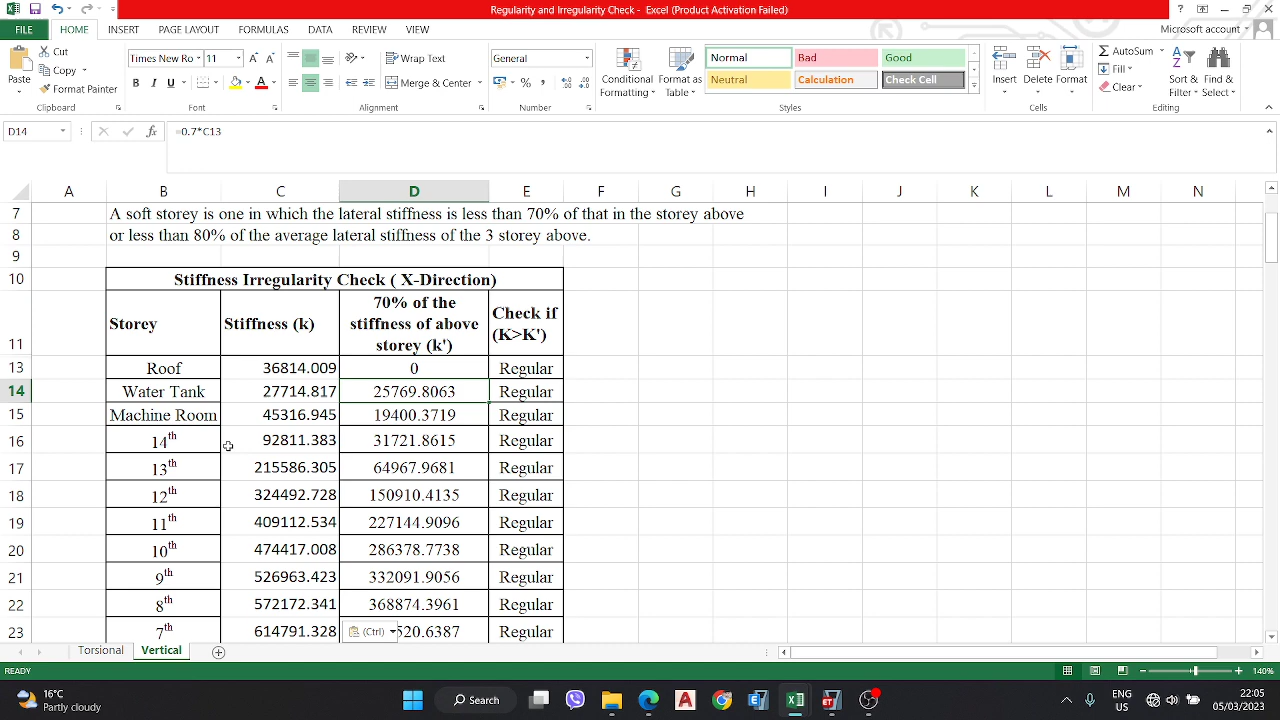 Regularity and Irregularity Check - Excel (Product Activation Failed)
FILE HOME INSERT PAGE LAYOUT FORMULAS DATA REVIEW VIEW Microsoft account
Paste
Cut
Copy
Format Painter
Clipboard
Times New Ro 11
B I U
Font
Wrap Text
Merge & Center
Alignment
General
Number
Conditional Formatting
Format as Table
Normal Bad Good
Neutral Calculation Check Cell
Styles
Insert Delete Format
Cells
AutoSum
Fill
Clear
Sort & Filter
Find & Select
Editing
D14 fx =0.7*C13
A B C D E F G H I J K L M N
7 A soft storey is one in which the lateral stiffness is less than 70% of that in the storey above
8 or less than 80% of the average lateral stiffness of the 3 storey above.
9
10 Stiffness Irregularity Check ( X-Direction)
11 Storey Stiffness (k) 70% of the stiffness of above storey (k') Check if (K>K')
13 Roof 36814.009 0 Regular
14 Water Tank 27714.817 25769.8063 Regular
15 Machine Room 45316.945 19400.3719 Regular
16 14th 92811.383 31721.8615 Regular
17 13th 215586.305 64967.9681 Regular
18 12th 324492.728 150910.4135 Regular
19 11th 409112.534 227144.9096 Regular
20 10th 474417.008 286378.7738 Regular
21 9th 526963.423 332091.9056 Regular
22 8th 572172.341 368874.3961 Regular
23 7th 614791.328 (Ctrl) 520.6387 Regular
Torsional Vertical
READY 140%
16°C
Partly cloudy
Search
ENG
US
22:05
05/03/2023